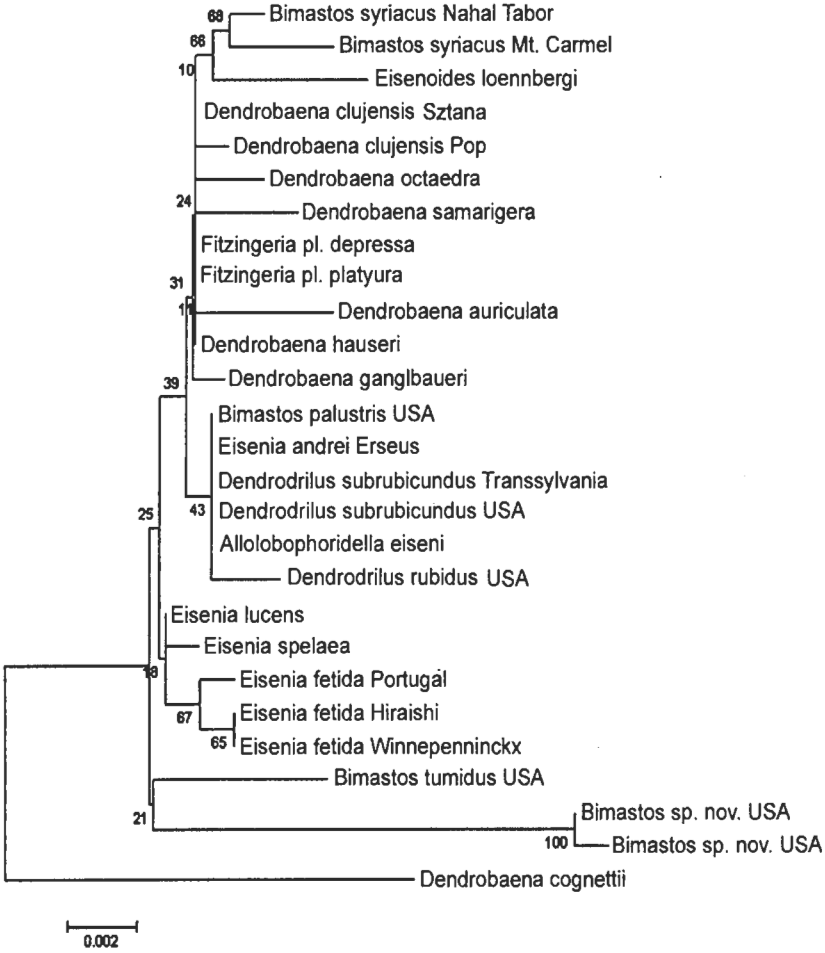 68
Bimastos syriacus Nahal Tabor
66
Bimastos syriacus Mt. Carmel
10
Eisenoides loennbergi
Dendrobaena clujensis Sztana
Dendrobaena clujensis Pop
Dendrobaena octaedra
24
Dendrobaena samarigera
Fitzingeria pl. depressa
Fitzingeria pl. platyura
31
11
Dendrobaena auriculata
Dendrobaena hauseri
Dendrobaena ganglbaueri
39
Bimastos palustris USA
Eisenia andrei Erseus
Dendrodrilus subrubicundus Transsylvania
43
Dendrodrilus subrubicundus USA
25
Allolobophoridella eiseni
Dendrodrilus rubidus USA
Eisenia lucens
Eisenia spelaea
18
Eisenia fetida Portugal
67
Eisenia fetida Hiraishi
65
Eisenia fetida Winnepenninckx
Bimastos tumidus USA
21
Bimastos sp. nov. USA
100
Bimastos sp. nov. USA
Dendrobaena cognettii
0.002